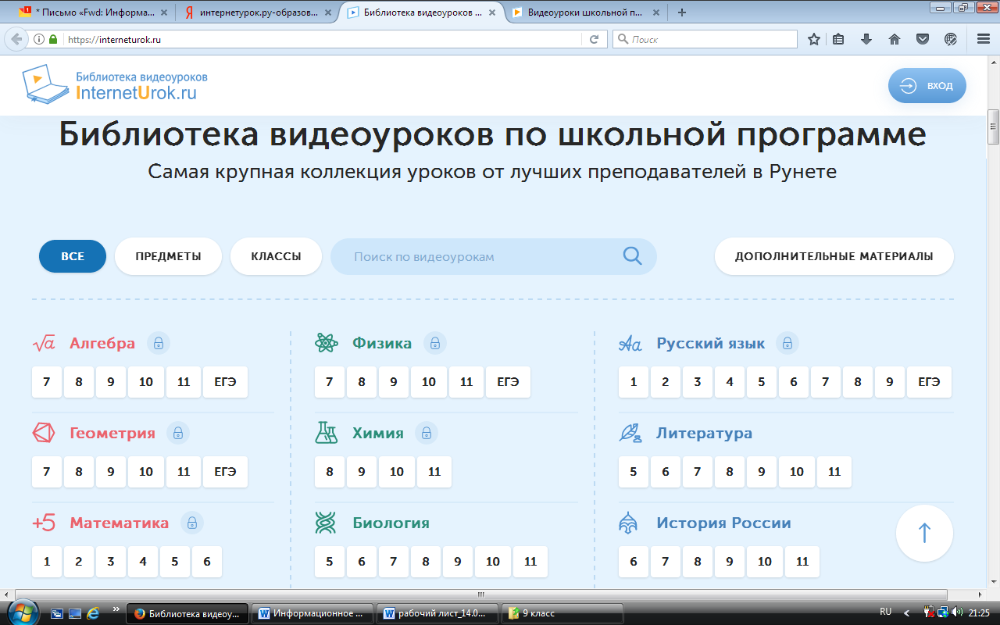 * Письмо «Fwd: Информа...
интернетурок.ру-образов...
Библиотека видеоуроков ...
Видеоуроки школьной п...
https://interneturok.ru
Поиск
Библиотека видеоуроков
InternetUrok.ru
ВХОД
Библиотека видеоуроков по школьной программе
Самая крупная коллекция уроков от лучших преподавателей в Рунете
ВСЕ
ПРЕДМЕТЫ
КЛАССЫ
Поиск по видеоурокам
ДОПОЛНИТЕЛЬНЫЕ МАТЕРИАЛЫ
Алгебра
7 8 9 10 11 ЕГЭ
Физика
7 8 9 10 11 ЕГЭ
Русский язык
1 2 3 4 5 6 7 8 9 ЕГЭ
Геометрия
7 8 9 10 11 ЕГЭ
Химия
8 9 10 11
Литература
5 6 7 8 9 10 11
+5 Математика
1 2 3 4 5 6
Биология
5 6 7 8 9 10 11
История России
6 7 8 9 10 11
Библиотека видеоу...
Информационное ...
рабочий лист_14.0...
9 класс
RU
21:25